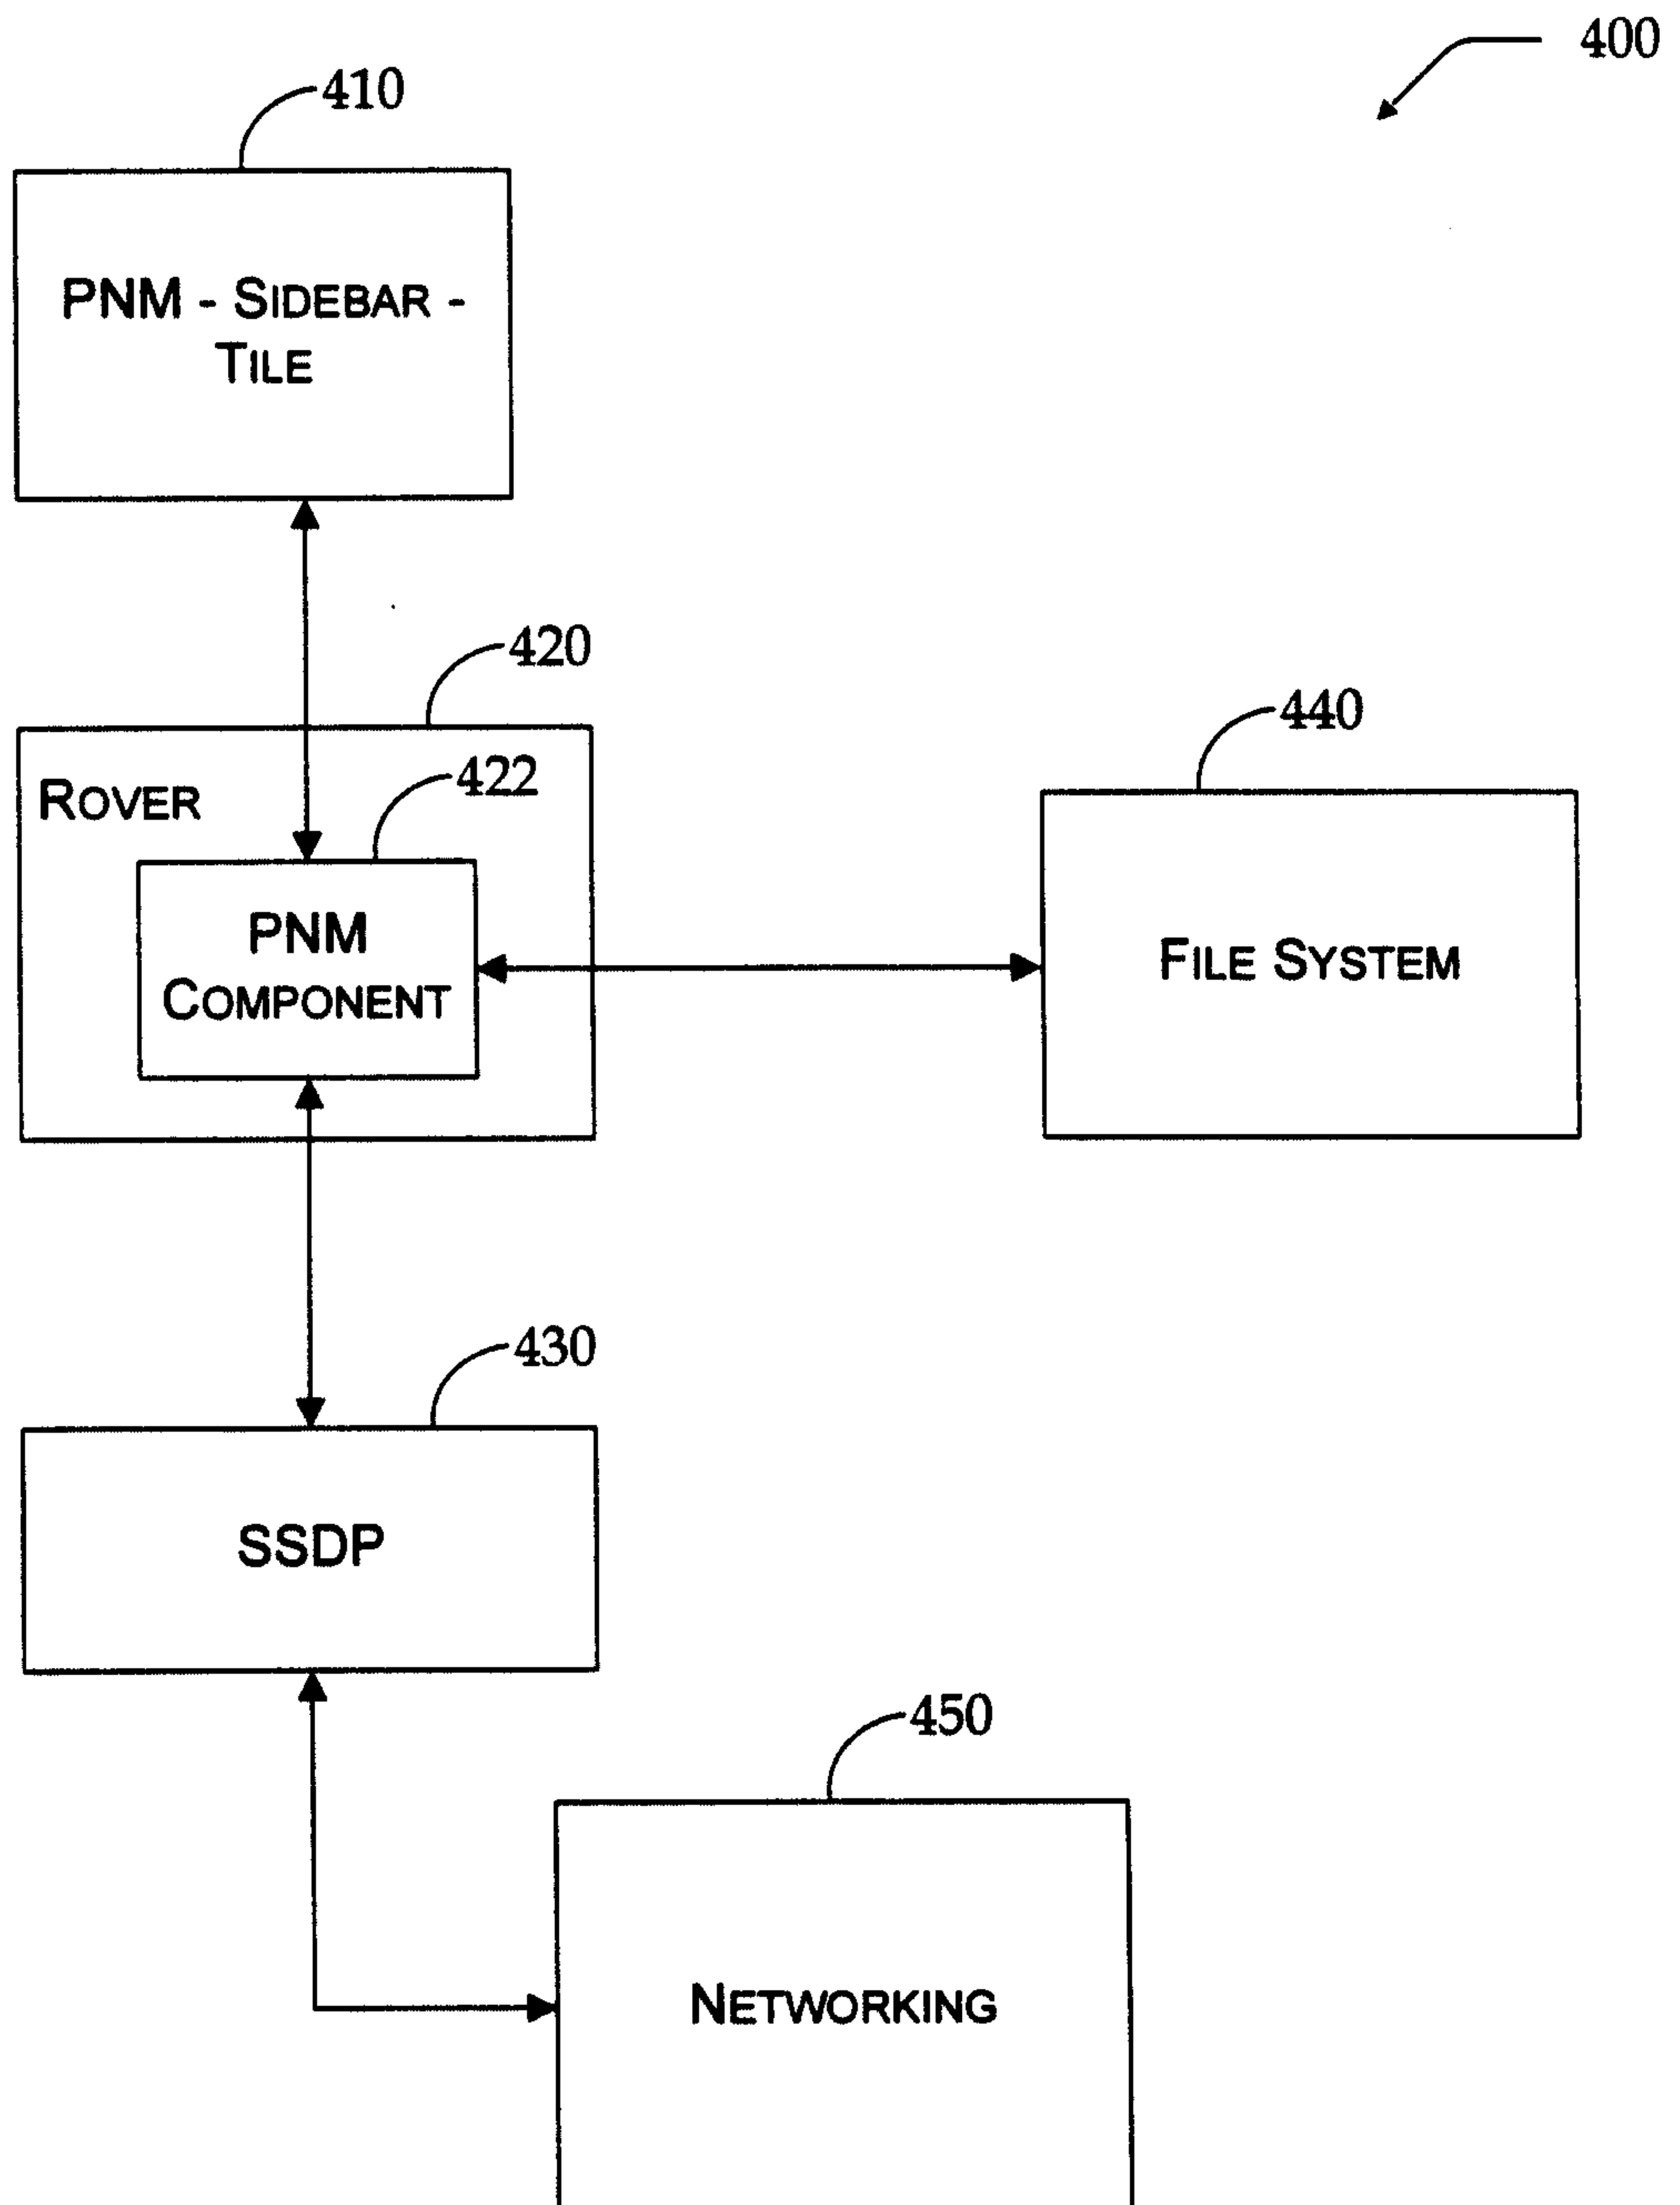 400
410
PNM - SIDEBAR -
TILE
420
ROVER
422
PNM
COMPONENT
440
FILE SYSTEM
430
SSDP
450
NETWORKING